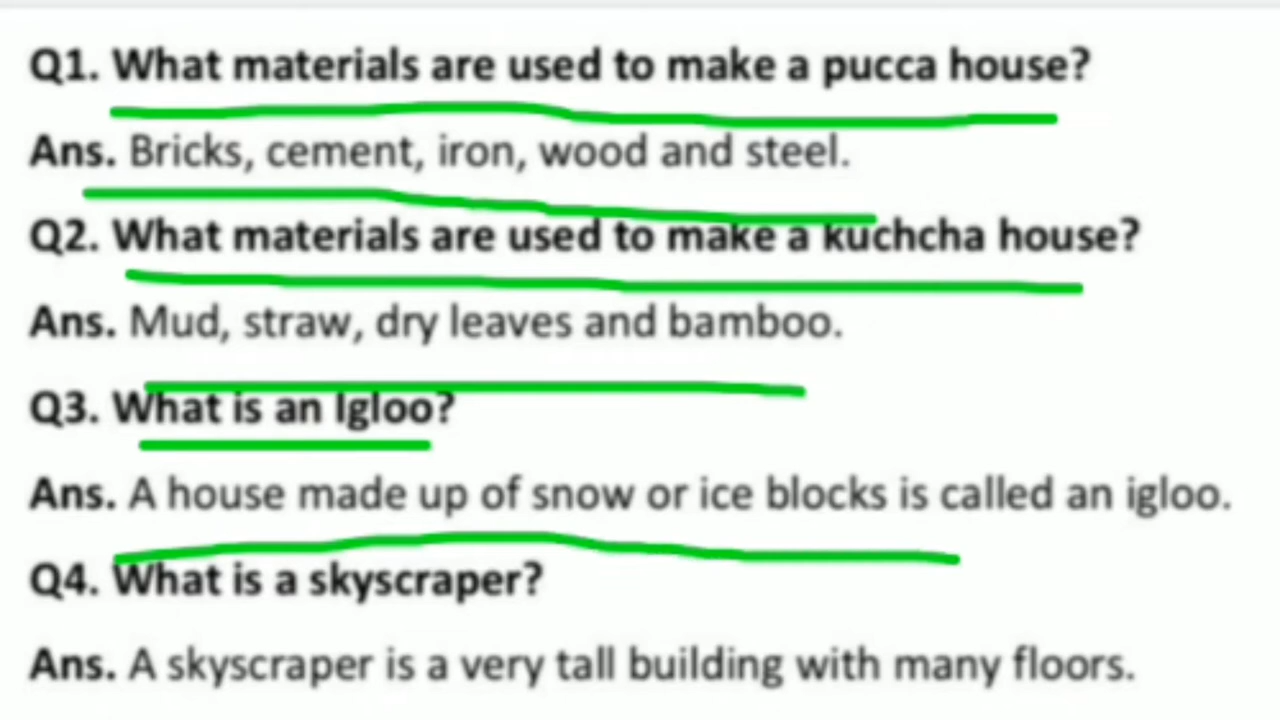 Q1. What materials are used to make a pucca house?
Ans. Bricks, cement, iron, wood and steel.
Q2. What materials are used to make a kuchcha house?
Ans. Mud, straw, dry leaves and bamboo.
Q3. What is an Igloo?
Ans. A house made up of snow or ice blocks is called an igloo.
Q4. What is a skyscraper?
Ans. A skyscraper is a very tall building with many floors.